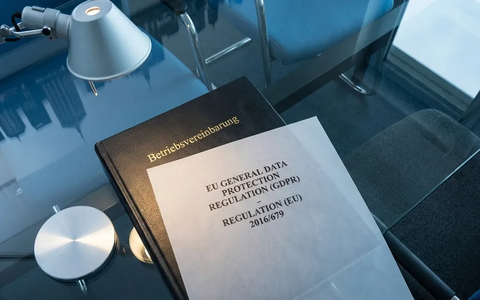 Betriebsvereinbarung
EU GENERAL DATA
PROTECTION
REGULATION (GDPR)
–
REGULATION (EU)
2016/679